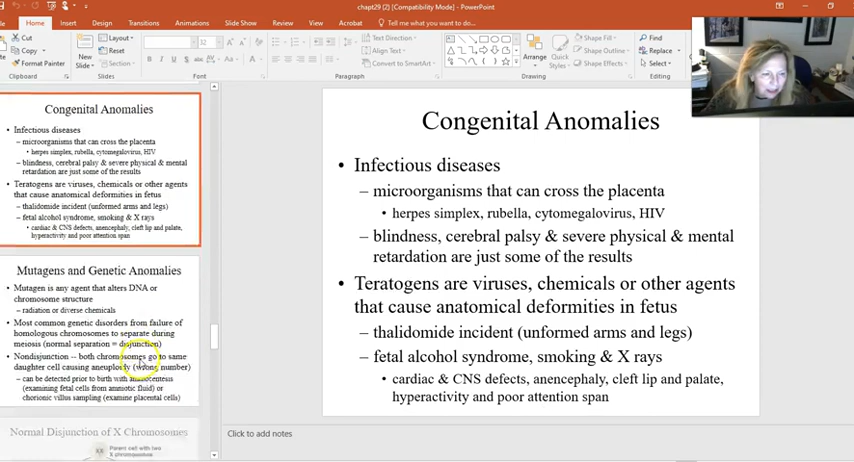 chapt29 (2) [Compatibility Mode] - PowerPoint
Home Insert Design Transitions Animations Slide Show Review View Acrobat Tell me what you want to do
Cut
Copy
Format Painter
Clipboard
New
Slide
Layout
Reset
Section
Slides
32
Font
Paragraph
Text Direction
Align Text
Convert to SmartArt
Arrange
Quick
Styles
Shape Fill
Shape Outline
Shape Effects
Drawing
Find
Replace
Select
Editing
Congenital Anomalies
• Infectious diseases
– microorganisms that can cross the placenta
• herpes simplex, rubella, cytomegalovirus, HIV
– blindness, cerebral palsy & severe physical & mental
retardation are just some of the results
• Teratogens are viruses, chemicals or other agents
that cause anatomical deformities in fetus
– thalidomide incident (unformed arms and legs)
– fetal alcohol syndrome, smoking & X rays
• cardiac & CNS defects, anencephaly, cleft lip and palate,
hyperactivity and poor attention span
Mutagens and Genetic Anomalies
• Mutagen is any agent that alters DNA or
chromosome structure
– radiation or diverse chemicals
• Most common genetic disorders from failure of
homologous chromosomes to separate during
meiosis (normal separation = disjunction)
• Nondisjunction -- both chromosomes go to same
daughter cell causing aneuploidy (wrong number)
– can be detected prior to birth with amniocentesis
(examining fetal cells from amniotic fluid) or
chorionic villus sampling (examine placental cells)
Normal Disjunction of X Chromosomes
XX
Parent cell with two
X chromosomes
Congenital Anomalies
• Infectious diseases
– microorganisms that can cross the placenta
• herpes simplex, rubella, cytomegalovirus, HIV
– blindness, cerebral palsy & severe physical & mental
retardation are just some of the results
• Teratogens are viruses, chemicals or other agents
that cause anatomical deformities in fetus
– thalidomide incident (unformed arms and legs)
– fetal alcohol syndrome, smoking & X rays
• cardiac & CNS defects, anencephaly, cleft lip and palate,
hyperactivity and poor attention span
Click to add notes